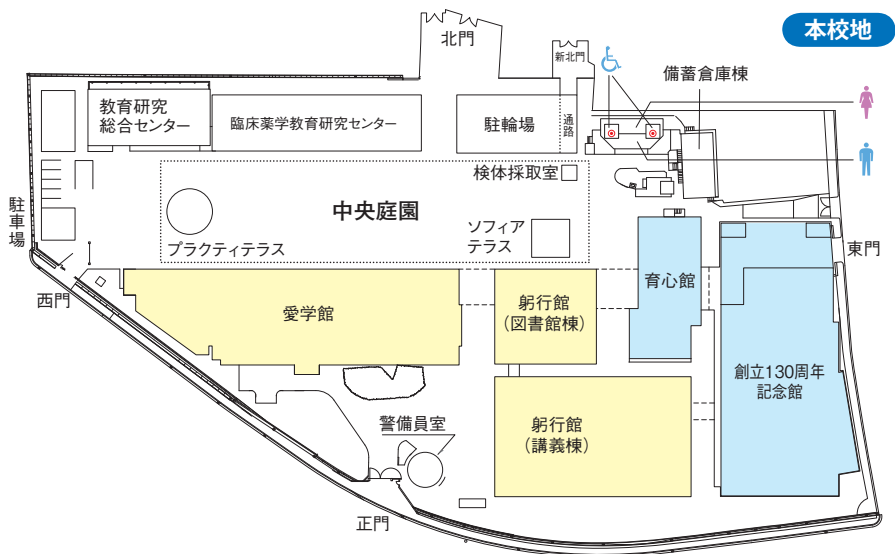 本校地
北門
新北門
備蓄倉庫棟
教育研究
総合センター
臨床薬学教育研究センター
駐輪場
通路
検体採取室
中央庭園
駐車場
プラクティテラス
ソフィア
テラス
東門
西門
愛学館
躬行館
(図書館棟)
育心館
創立130周年
記念館
警備員室
躬行館
(講義棟)
正門